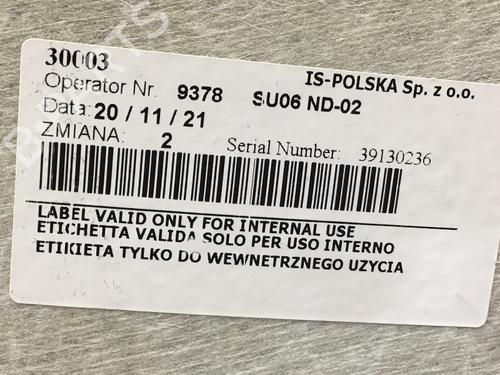 30003
IS-POLSKA Sp. z o.o.
Operator Nr. 9378 SU06 ND-02
Data: 20 / 11 / 21
ZMIANA: 2 Serial Number: 39130236
LABEL VALID ONLY FOR INTERNAL USE
ETICHETTA VALIDA SOLO PER USO INTERNO
ETIKIETA TYLKO DO WEWNETRZNEGO UZYCIA